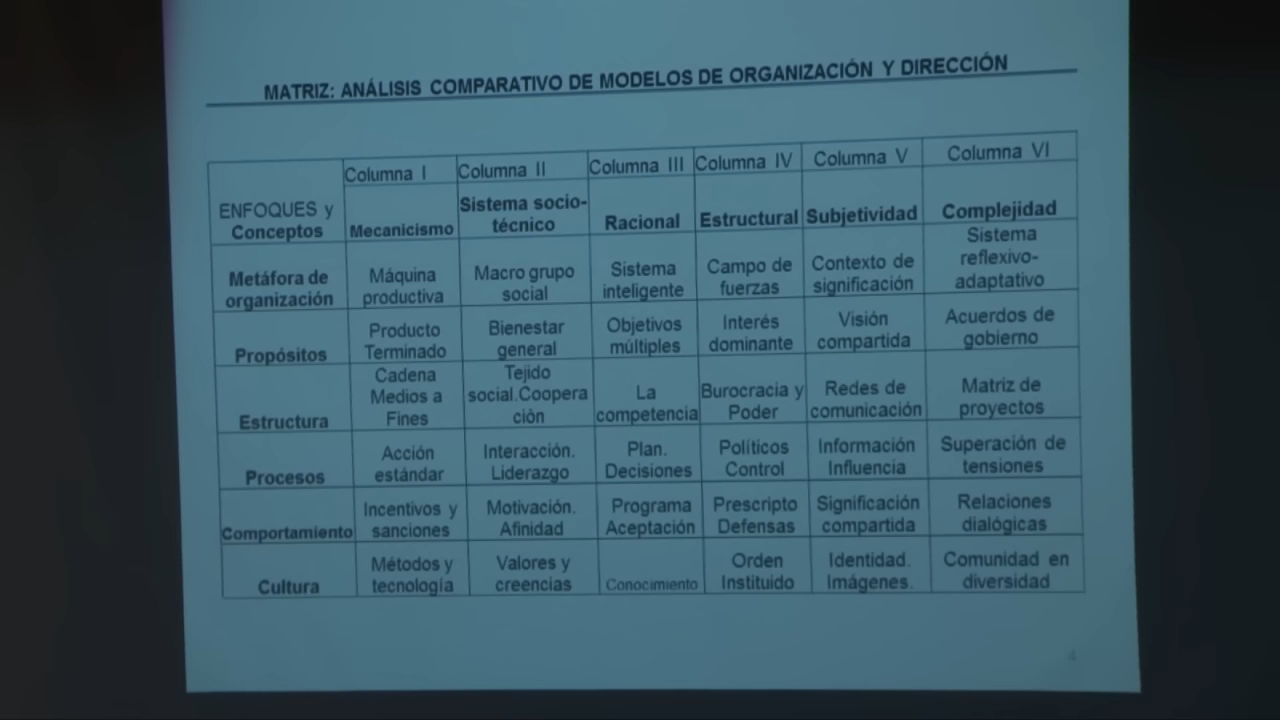 MATRIZ: ANÁLISIS COMPARATIVO DE MODELOS DE ORGANIZACIÓN Y DIRECCIÓN
ENFOQUES y
Conceptos
Columna I
Columna II
Columna III
Columna IV
Columna V
Columna VI
Mecanicismo
Sistema socio-
técnico
Racional
Estructural
Subjetividad
Complejidad
Metáfora de
organización
Máquina
productiva
Macro grupo
social
Sistema
inteligente
Campo de
fuerzas
Contexto de
significación
Sistema
reflexivo-
adaptativo
Propósitos
Producto
Terminado
Bienestar
general
Objetivos
múltiples
Interés
dominante
Visión
compartida
Acuerdos de
gobierno
Estructura
Cadena
Medios a
Fines
Tejido
social.Coopera
ción
La
competencia
Burocracia y
Poder
Redes de
comunicación
Matriz de
proyectos
Procesos
Acción
estándar
Interacción.
Liderazgo
Plan.
Decisiones
Políticos
Control
Información
Influencia
Superación de
tensiones
Comportamiento
Incentivos y
sanciones
Motivación.
Afinidad
Programa
Aceptación
Prescripto
Defensas
Significación
compartida
Relaciones
dialógicas
Cultura
Métodos y
tecnología
Valores y
creencias
Conocimiento
Orden
Instituido
Identidad.
Imágenes.
Comunidad en
diversidad
4